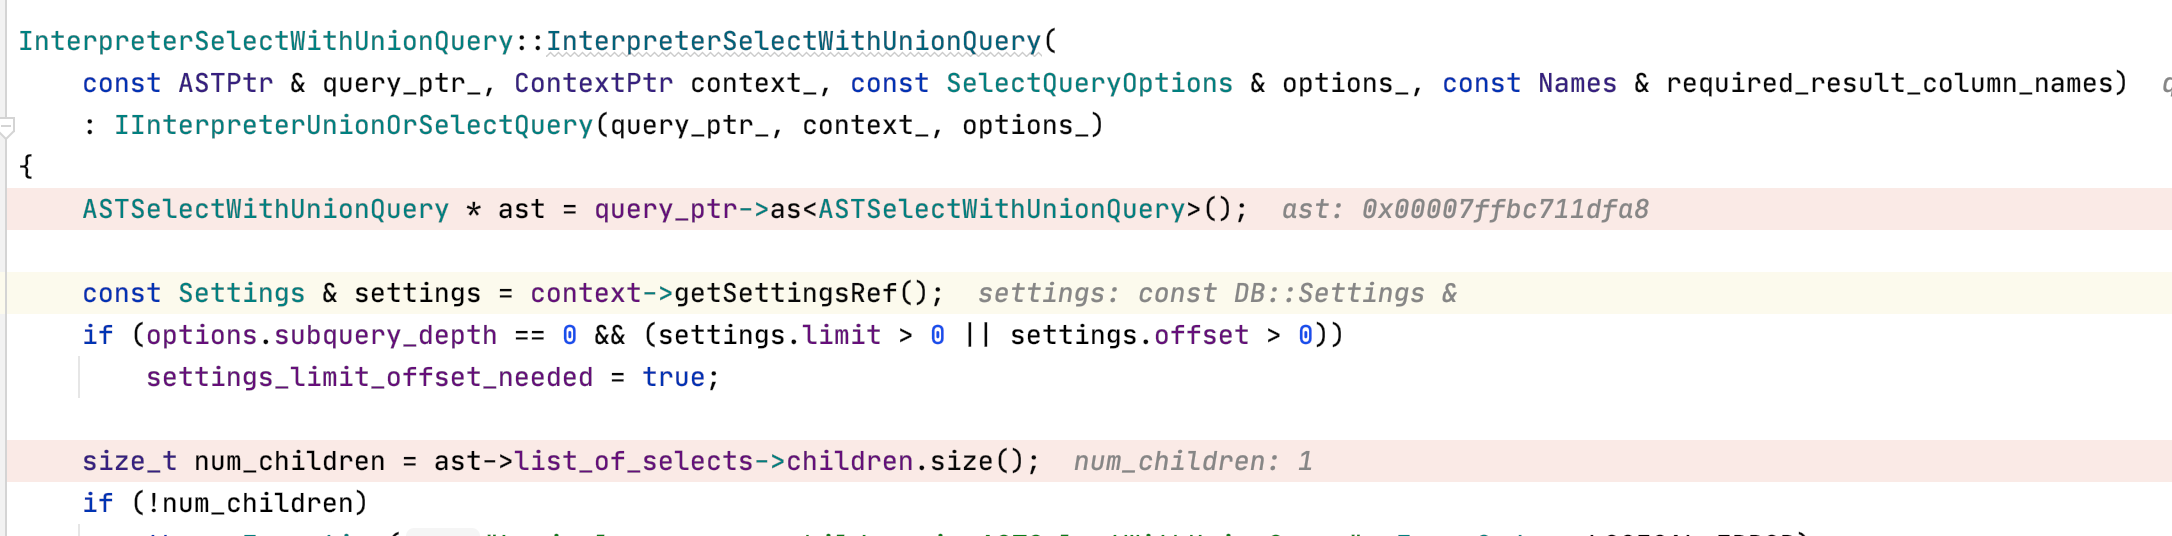 InterpreterSelectWithUnionQuery::InterpreterSelectWithUnionQuery(
    const ASTPtr & query_ptr_, ContextPtr context_, const SelectQueryOptions & options_, const Names & required_result_column_names)
    : IInterpreterUnionOrSelectQuery(query_ptr_, context_, options_)
{
    ASTSelectWithUnionQuery * ast = query_ptr->as<ASTSelectWithUnionQuery>();  ast: 0x00007ffbc711dfa8
    const Settings & settings = context->getSettingsRef();  settings: const DB::Settings &
    if (options.subquery_depth == 0 && (settings.limit > 0 || settings.offset > 0))
        settings_limit_offset_needed = true;
    size_t num_children = ast->list_of_selects->children.size();  num_children: 1
    if (!num_children)